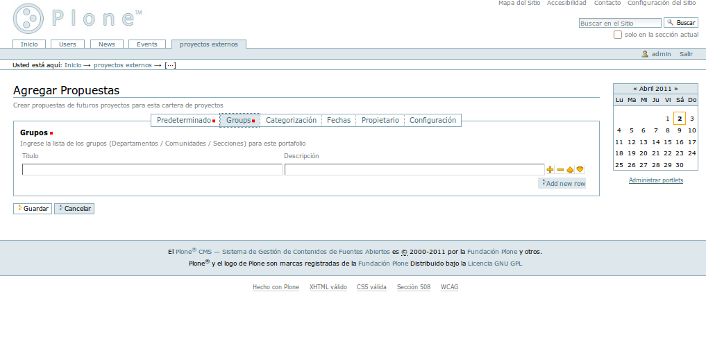 Mapa del Sitio Accesibilidad Contacto Configuración del Sitio
Plone™
Buscar en el Sitio Buscar
solo en la sección actual
Inicio Users News Events proyectos externos
admin Salir
Usted está aquí: Inicio → proyectos externos → […]
Agregar Propuestas
Crear propuestas de futuros proyectos para esta cartera de proyectos
Predeterminado Groups Categorización Fechas Propietario Configuración
Grupos
Ingrese la lista de los grupos (Departamentos / Comunidades / Secciones) para este portafolio
Título Descripción
Add new row
Guardar Cancelar
« Abril 2011 »
Lu Ma Mi Ju Vi Sá Do
1 2 3
4 5 6 7 8 9 10
11 12 13 14 15 16 17
18 19 20 21 22 23 24
25 26 27 28 29 30
Administrar portlets
El Plone® CMS — Sistema de Gestión de Contenidos de Fuentes Abiertos es © 2000-2011 por la Fundación Plone y otros.
Plone® y el logo de Plone son marcas registradas de la Fundación Plone Distribuido bajo la Licencia GNU GPL
Hecho con Plone XHTML válido CSS válida Sección 508 WCAG